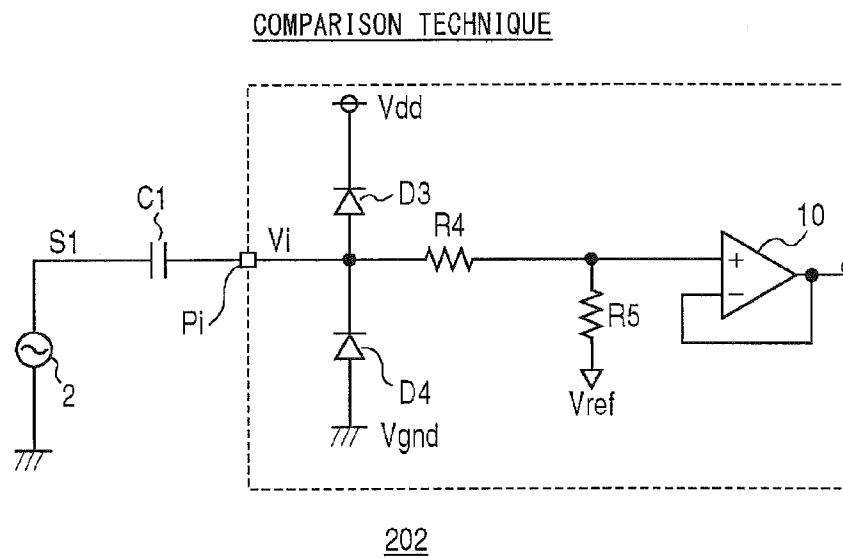 COMPARISON TECHNIQUE
Vdd
D3
C1
S1
Vi
R4
10
Pi
+
−
R5
2
D4
Vref
Vgnd
202